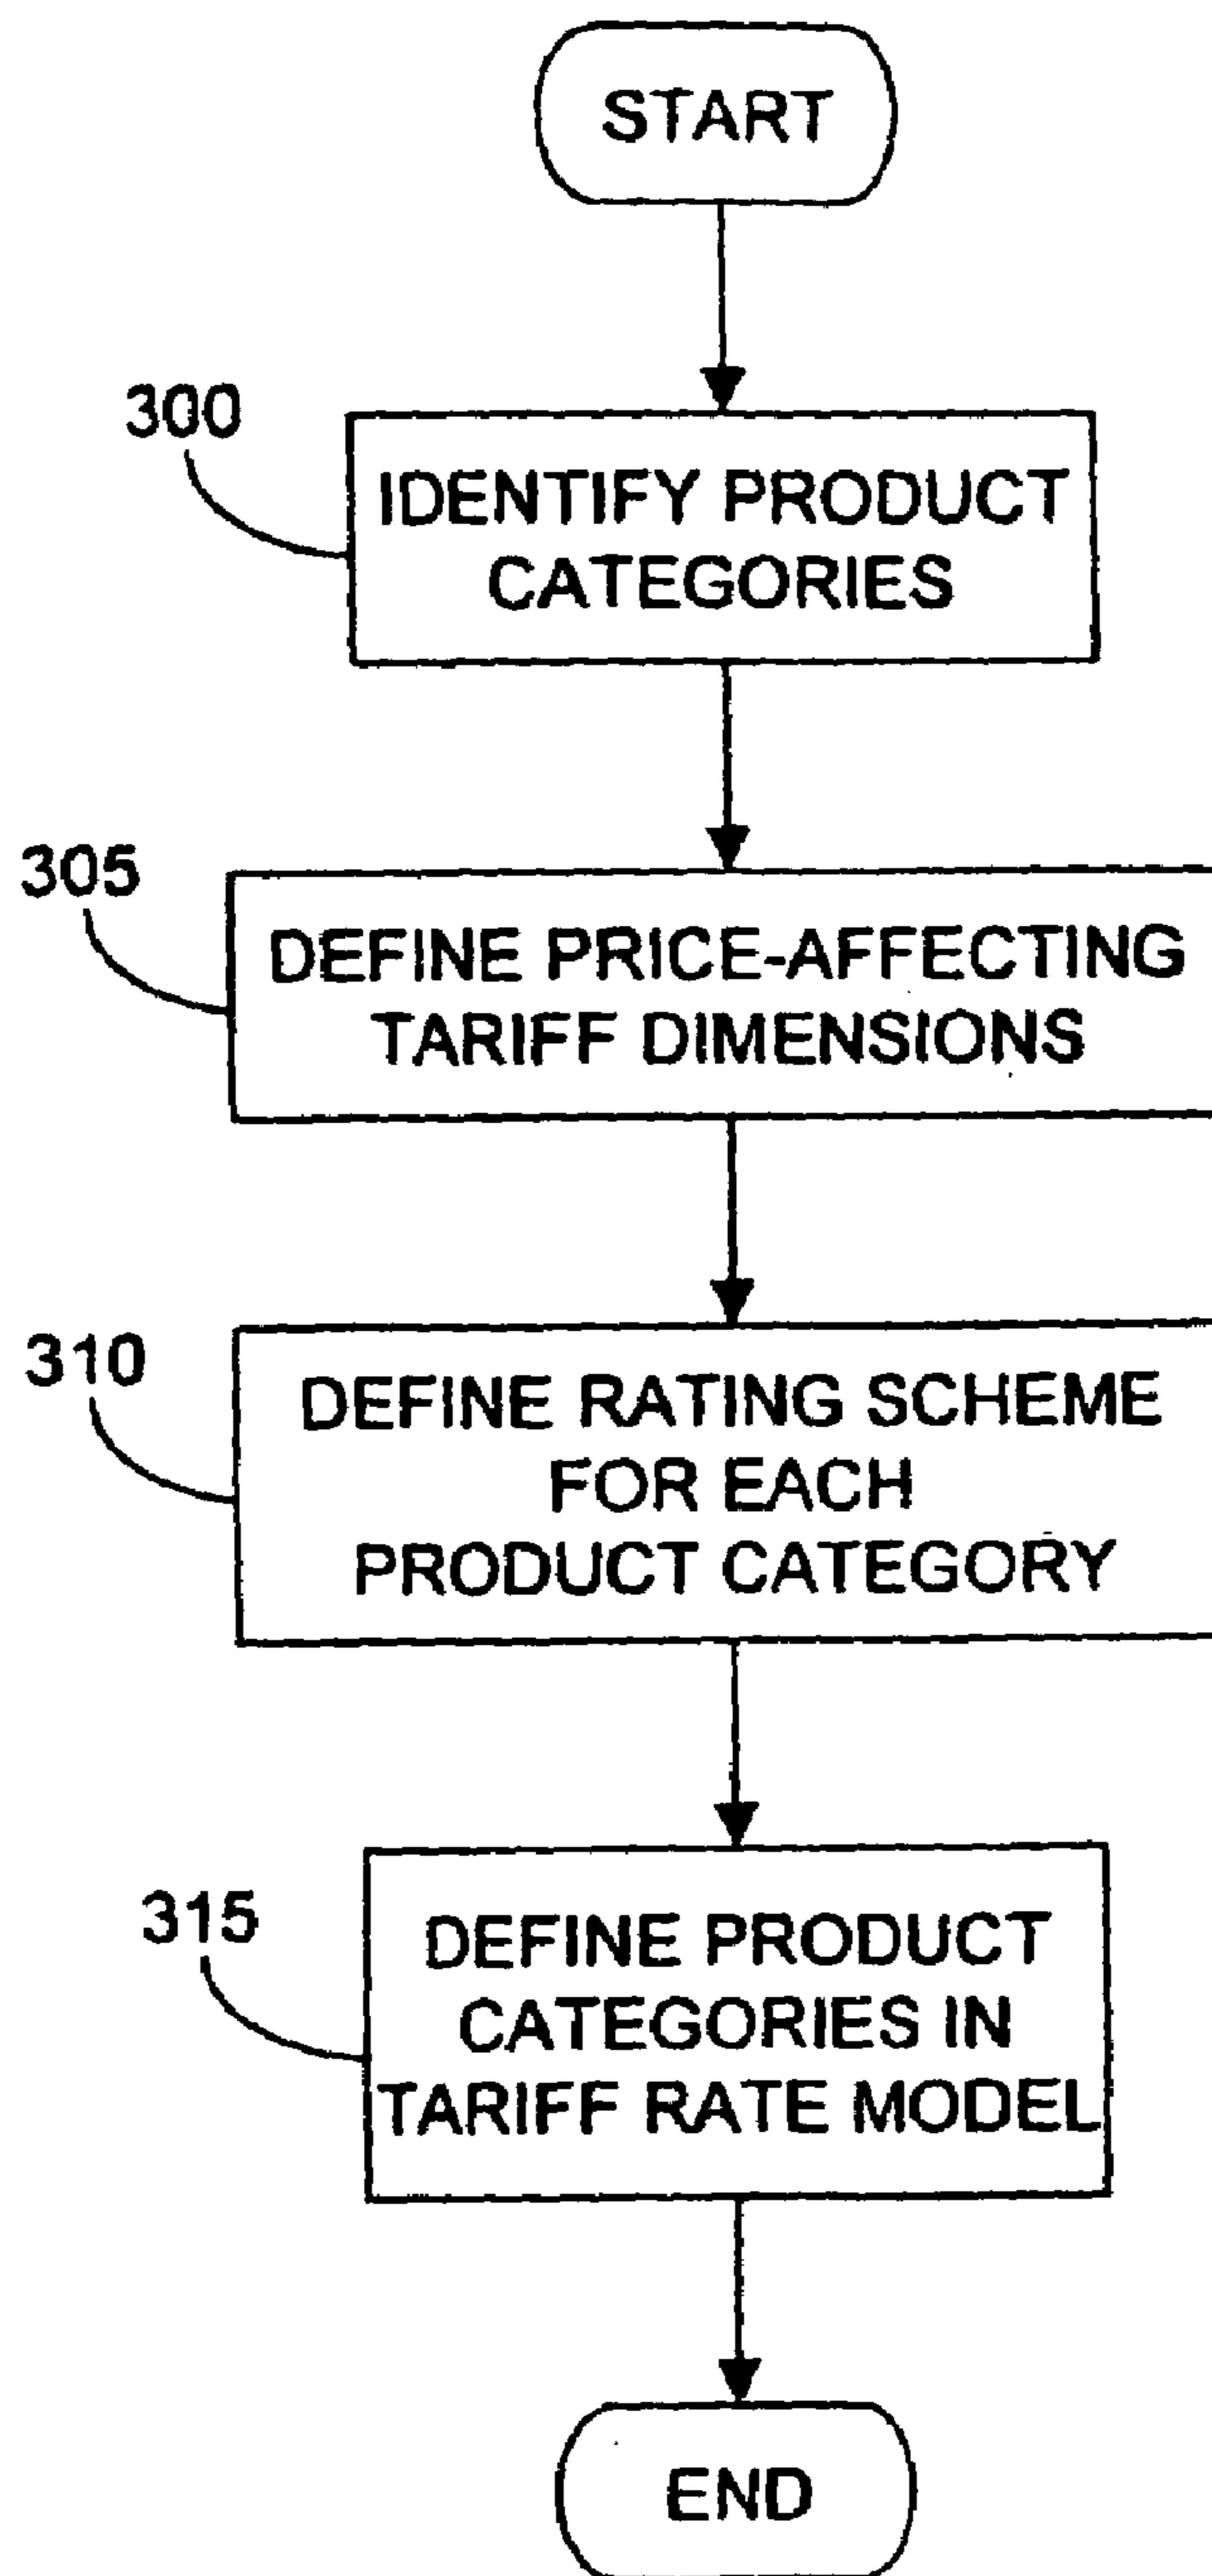 START
300
IDENTIFY PRODUCT
CATEGORIES
305
DEFINE PRICE-AFFECTING
TARIFF DIMENSIONS
310
DEFINE RATING SCHEME
FOR EACH
PRODUCT CATEGORY
315
DEFINE PRODUCT
CATEGORIES IN
TARIFF RATE MODEL
END